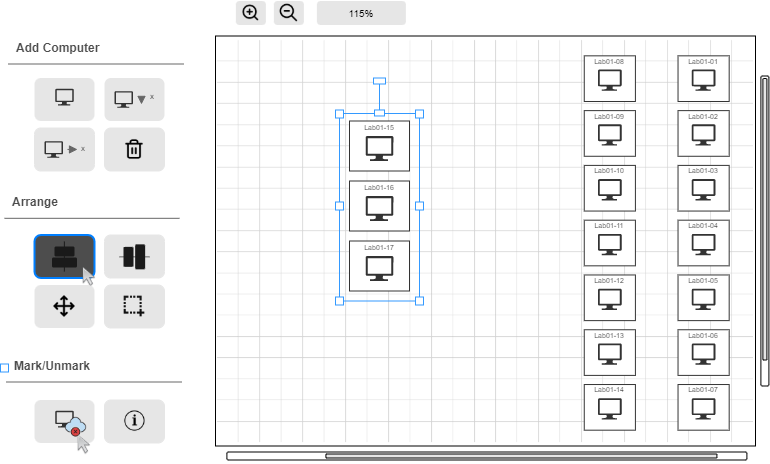 115%
Add Computer
x
x
Arrange
Mark/Unmark
Lab01-15
Lab01-16
Lab01-17
Lab01-08
Lab01-09
Lab01-10
Lab01-11
Lab01-12
Lab01-13
Lab01-14
Lab01-01
Lab01-02
Lab01-03
Lab01-04
Lab01-05
Lab01-06
Lab01-07